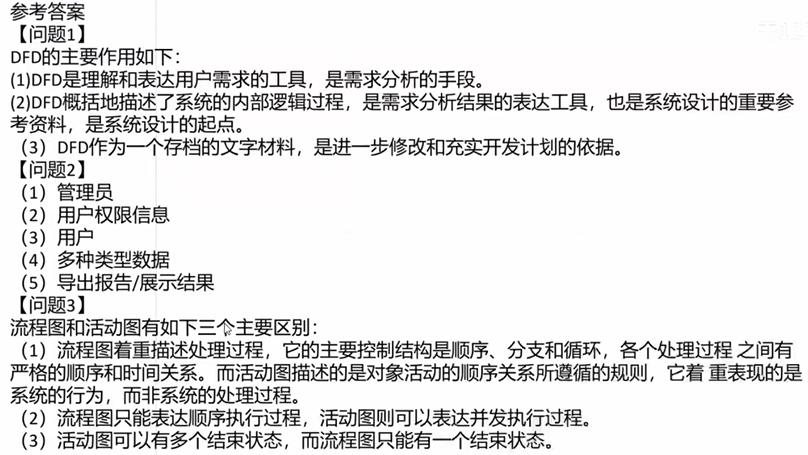 参考答案
【问题1】
DFD的主要作用如下：
(1)DFD是理解和表达用户需求的工具，是需求分析的手段。
(2)DFD概括地描述了系统的内部逻辑过程，是需求分析结果的表达工具，也是系统设计的重要参
考资料，是系统设计的起点。
（3）DFD作为一个存档的文字材料，是进一步修改和充实开发计划的依据。
【问题2】
（1）管理员
（2）用户权限信息
（3）用户
（4）多种类型数据
（5）导出报告/展示结果
【问题3】
流程图和活动图有如下三个主要区别：
（1）流程图着重描述处理过程，它的主要控制结构是顺序、分支和循环，各个处理过程 之间有
严格的顺序和时间关系。而活动图描述的是对象活动的顺序关系所遵循的规则，它着 重表现的是
系统的行为，而非系统的处理过程。
（2）流程图只能表达顺序执行过程，活动图则可以表达并发执行过程。
（3）活动图可以有多个结束状态，而流程图只能有一个结束状态。